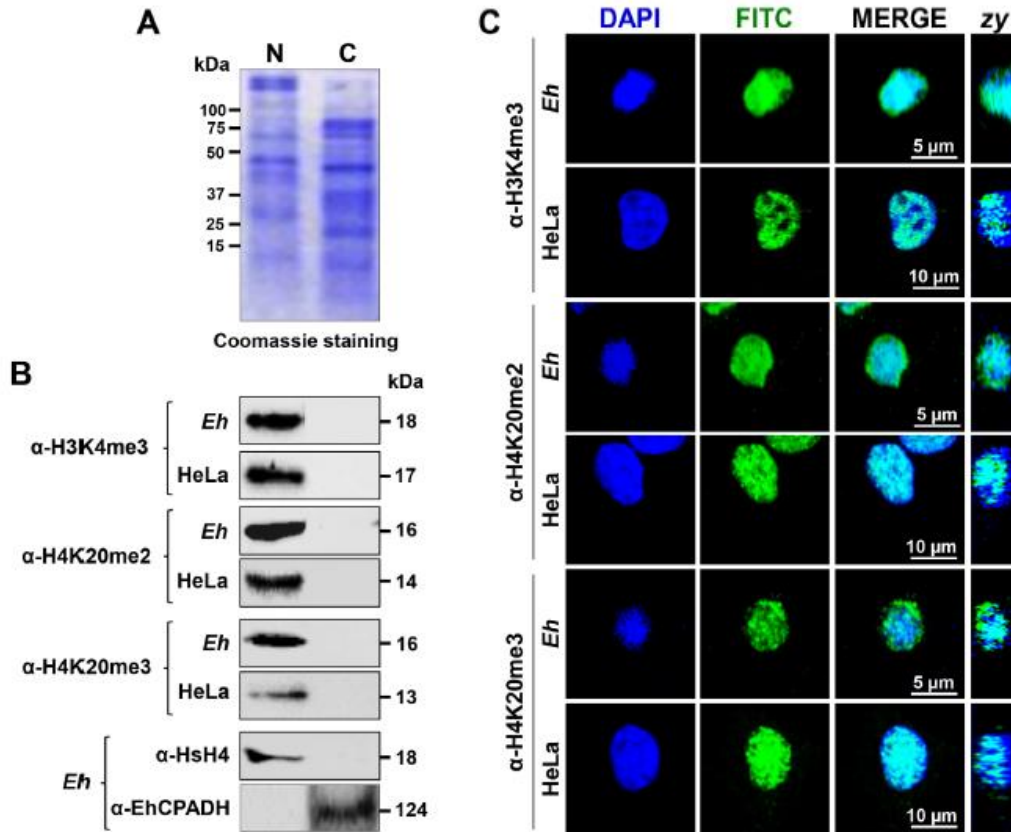 A
N C
kDa
100
75
50
37
25
15
Coomassie staining
B
kDa
α-H3K4me3
Eh
18
HeLa
17
α-H4K20me2
Eh
16
HeLa
14
α-H4K20me3
Eh
16
HeLa
13
Eh
α-HsH4
18
α-EhCPADH
124
C
DAPI FITC MERGE zy
α-H3K4me3
Eh
5 µm
HeLa
10 µm
α-H4K20me2
Eh
5 µm
HeLa
10 µm
α-H4K20me3
Eh
5 µm
HeLa
10 µm